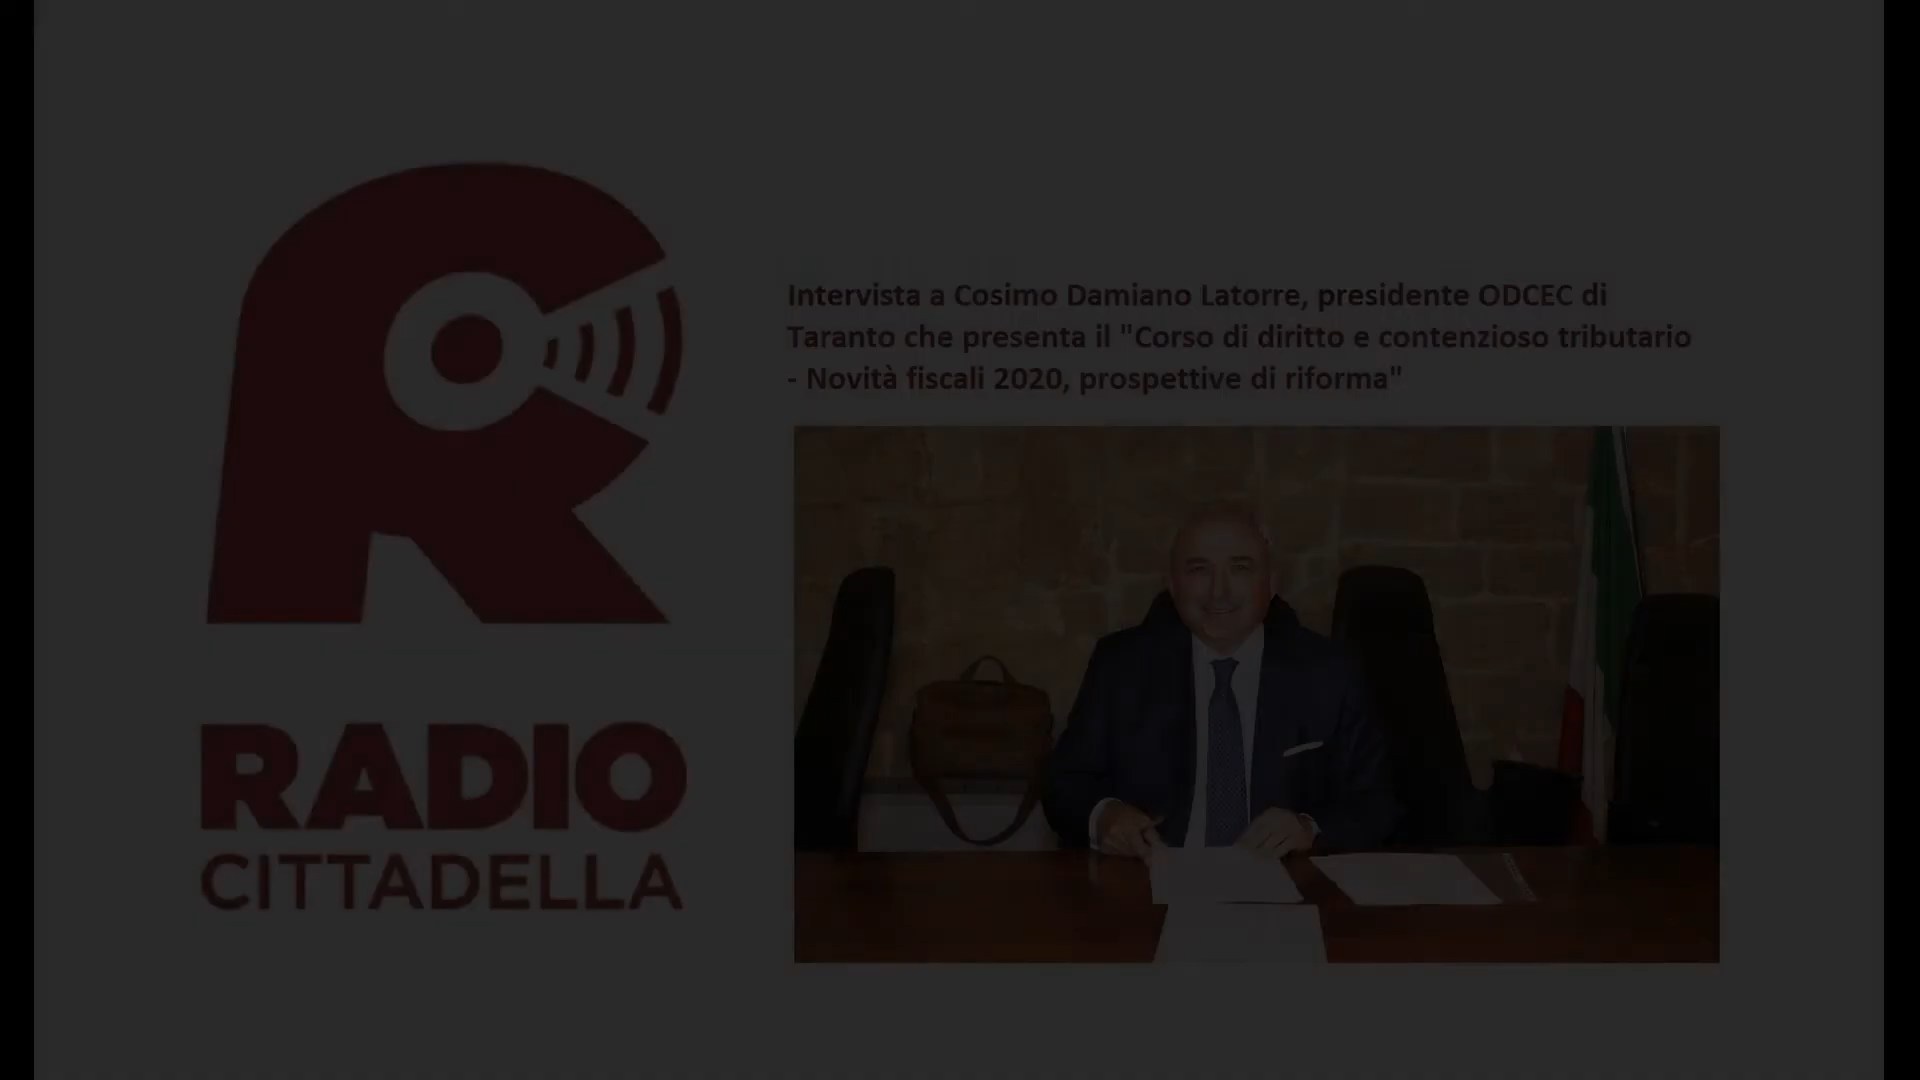 Intervista a Cosimo Damiano Latorre, presidente ODCEC di
Taranto che presenta il "Corso di diritto e contenzioso tributario
- Novità fiscali 2020, prospettive di riforma"
RADIO
CITTADELLA